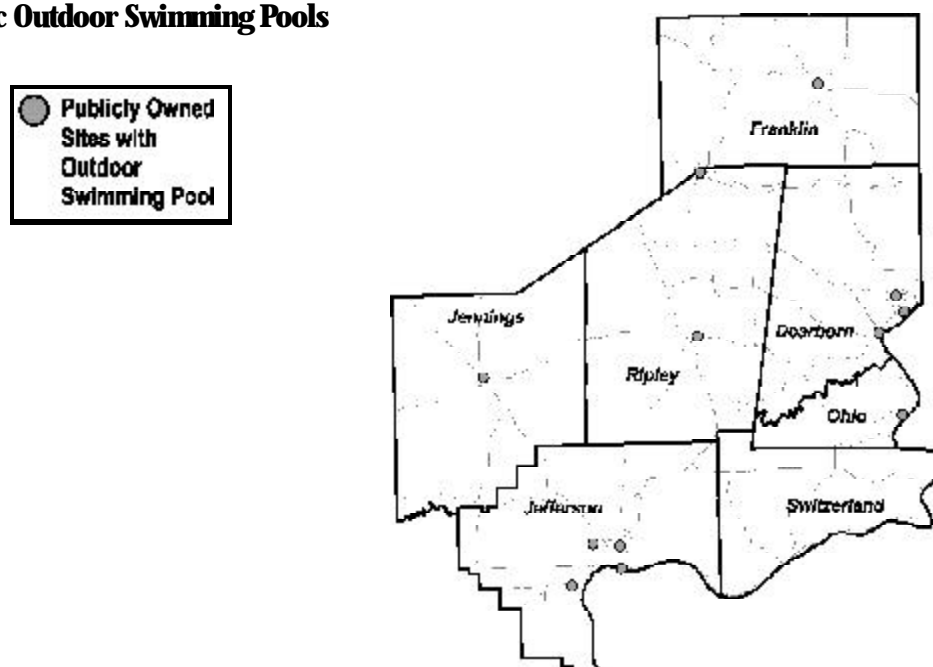 c Outdoor Swimming Pools
Publicly Owned
Sites with
Outdoor
Swimming Pool
Franklin
Jennings
Dearborn
Ripley
Ohio
Jefferson
Switzerland